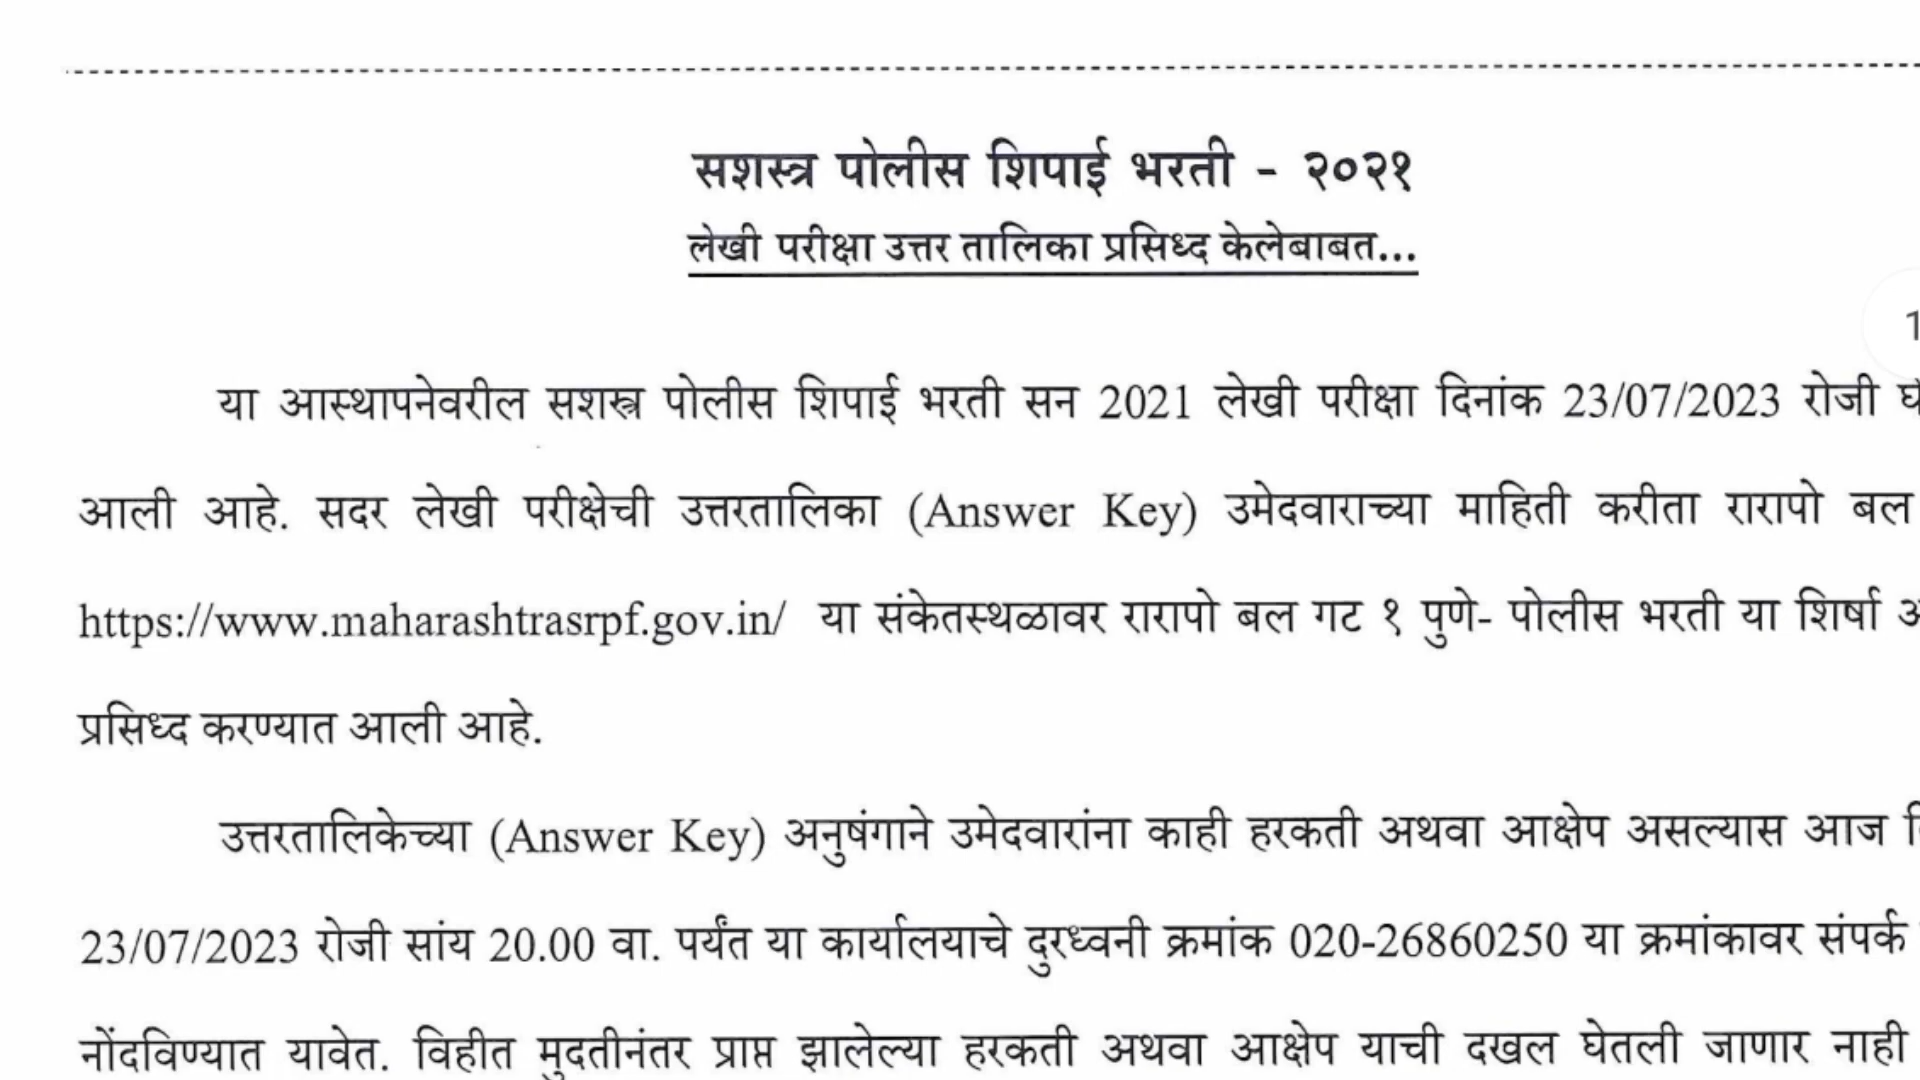 सशस्त्र पोलीस शिपाई भरती - २०२१
लेखी परीक्षा उत्तर तालिका प्रसिध्द केलेबाबत...
1
या आस्थापनेवरील सशस्त्र पोलीस शिपाई भरती सन 2021 लेखी परीक्षा दिनांक 23/07/2023 रोजी
आली आहे. सदर लेखी परीक्षेची उत्तरतालिका (Answer Key) उमेदवाराच्या माहिती करीता रारापो बल
https://www.maharashtrasrpf.gov.in/ या संकेतस्थळावर रारापो बल गट १ पुणे- पोलीस भरती या शिर्षा
प्रसिध्द करण्यात आली आहे.
उत्तरतालिकेच्या (Answer Key) अनुषंगाने उमेदवारांना काही हरकती अथवा आक्षेप असल्यास आज
23/07/2023 रोजी सांय 20.00 वा. पर्यंत या कार्यालयाचे दुरध्वनी क्रमांक 020-26860250 या क्रमांकावर संपर्क
नोंदविण्यात यावेत. विहीत मुदतीनंतर प्राप्त झालेल्या हरकती अथवा आक्षेप याची दखल घेतली जाणार नाही